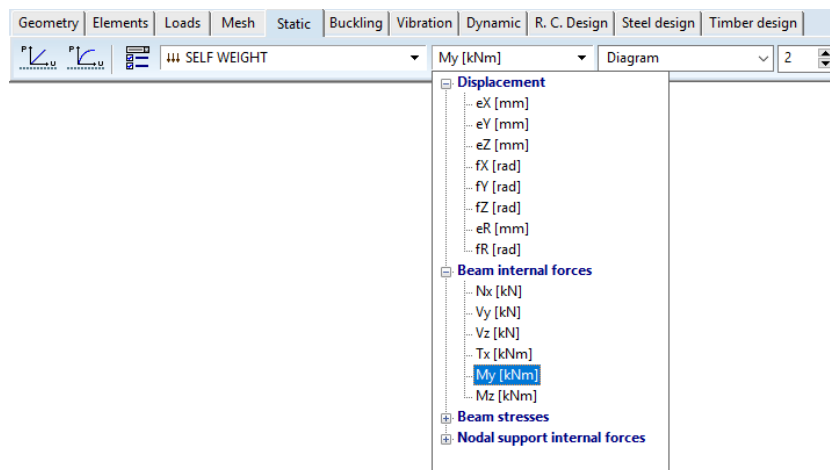 Geometry Elements Loads Mesh Static Buckling Vibration Dynamic R. C. Design Steel design Timber design
P u P u SELF WEIGHT My [kNm] Diagram 2
Displacement
eX [mm]
eY [mm]
eZ [mm]
fX [rad]
fY [rad]
fZ [rad]
eR [mm]
fR [rad]
Beam internal forces
Nx [kN]
Vy [kN]
Vz [kN]
Tx [kNm]
My [kNm]
Mz [kNm]
Beam stresses
Nodal support internal forces